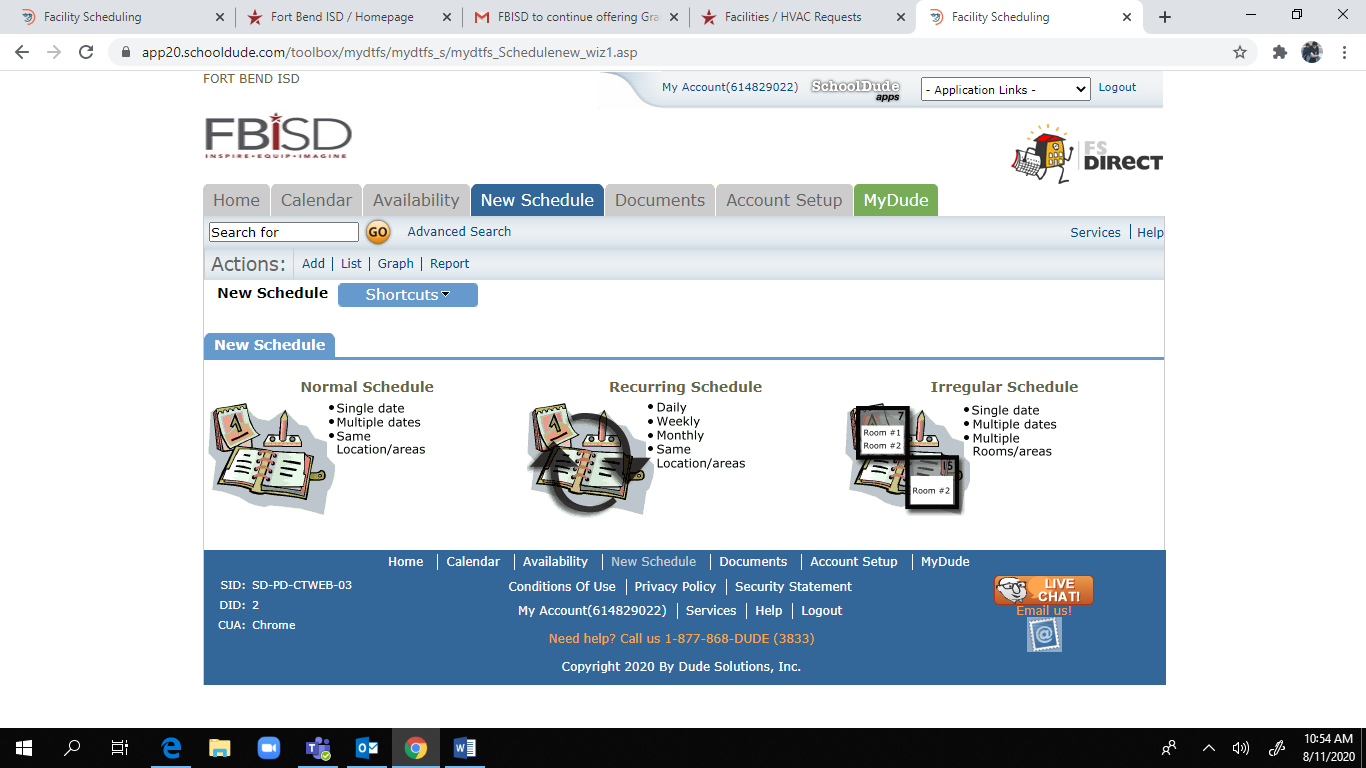 Facility Scheduling
Fort Bend ISD / Homepage
FBISD to continue offering Gra
Facilities / HVAC Requests
Facility Scheduling
app20.schooldude.com/toolbox/mydtfs/mydtfs_s/mydtfs_Schedulenew_wiz1.asp
FORT BEND ISD
My Account(614829022)
SchoolDude apps
- Application Links -
Logout
FBiSD
INSPIRE•EQUIP•IMAGINE
FS DIRECT
Home Calendar Availability New Schedule Documents Account Setup MyDude
Search for GO Advanced Search
Services | Help
Actions: Add | List | Graph | Report
New Schedule Shortcuts
New Schedule
Normal Schedule
• Single date
• Multiple dates
• Same
Location/areas
1
Recurring Schedule
• Daily
• Weekly
• Monthly
• Same
Location/areas
1
Irregular Schedule
• Single date
• Multiple dates
• Multiple
Rooms/areas
7
Room #1
Room #2
15
Room #2
Home | Calendar | Availability | New Schedule | Documents | Account Setup | MyDude
SID: SD-PD-CTWEB-03
DID: 2
CUA: Chrome
Conditions Of Use | Privacy Policy | Security Statement
My Account(614829022) | Services | Help | Logout
Need help? Call us 1-877-868-DUDE (3833)
Copyright 2020 By Dude Solutions, Inc.
LIVE
CHAT!
Email us!
@
10:54 AM
8/11/2020